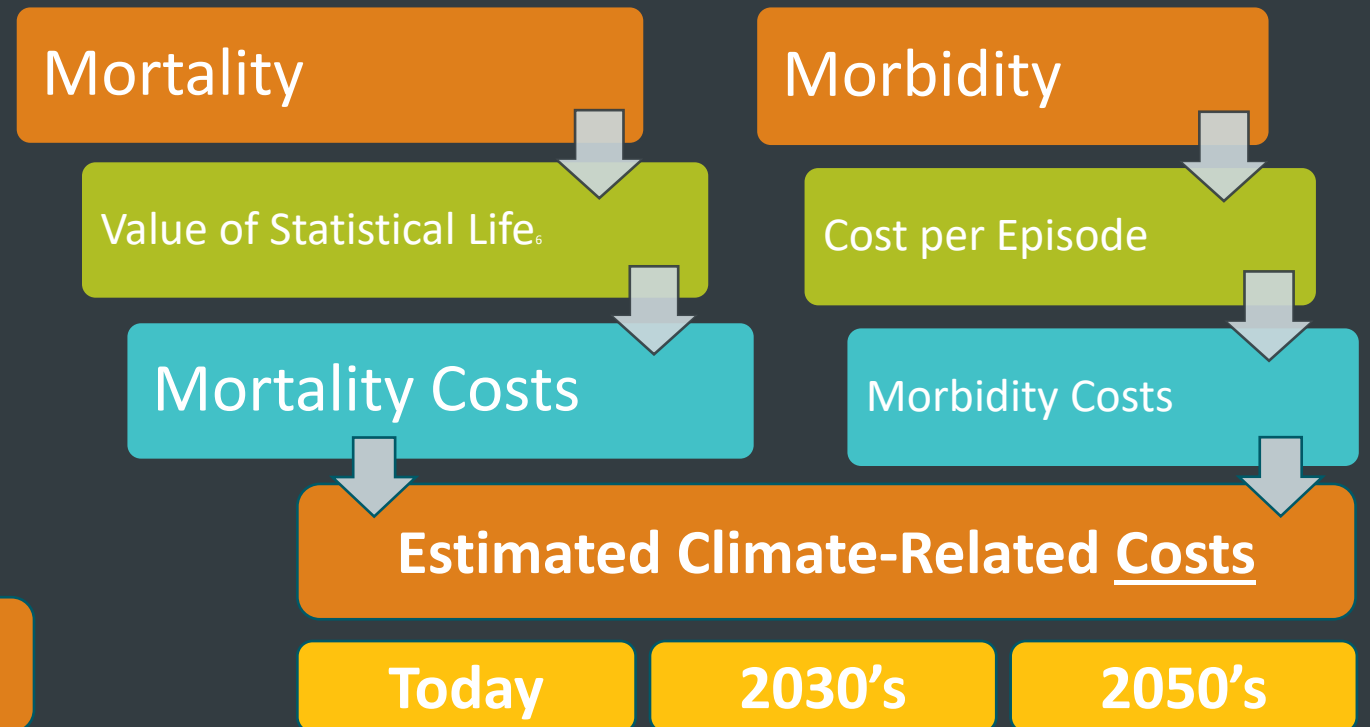 Mortality
Value of Statistical Life6
Mortality Costs
Morbidity
Cost per Episode
Morbidity Costs
Estimated Climate-Related Costs
Today
2030’s
2050’s